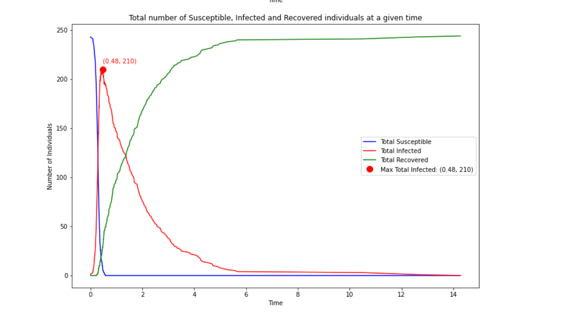 Time
Total number of Susceptible, Infected and Recovered individuals at a given time
250
(0.48, 210)
200
150
Number of Individuals
Total Susceptible
Total Infected
Total Recovered
Max Total Infected: (0.48, 210)
100
50
0
0 2 4 6 8 10 12 14
Time